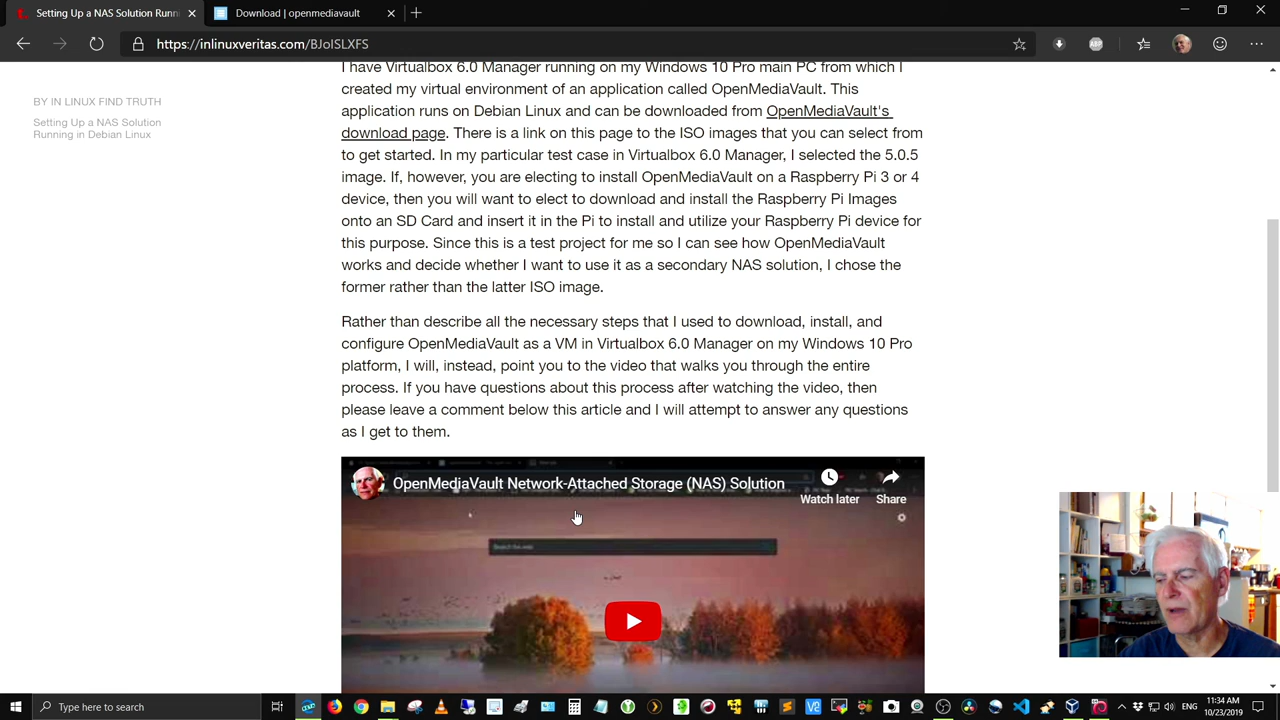 Setting Up a NAS Solution Runn
Download | openmediavault
https://inlinuxveritas.com/BJoISLXFS
ABP
BY IN LINUX FIND TRUTH
Setting Up a NAS Solution
Running in Debian Linux
I have Virtualbox 6.0 Manager running on my Windows 10 Pro main PC from which I
created my virtual environment of an application called OpenMediaVault. This
application runs on Debian Linux and can be downloaded from OpenMediaVault's
download page. There is a link on this page to the ISO images that you can select from
to get started. In my particular test case in Virtualbox 6.0 Manager, I selected the 5.0.5
image. If, however, you are electing to install OpenMediaVault on a Raspberry Pi 3 or 4
device, then you will want to elect to download and install the Raspberry Pi Images
onto an SD Card and insert it in the Pi to install and utilize your Raspberry Pi device for
this purpose. Since this is a test project for me so I can see how OpenMediaVault
works and decide whether I want to use it as a secondary NAS solution, I chose the
former rather than the latter ISO image.
Rather than describe all the necessary steps that I used to download, install, and
configure OpenMediaVault as a VM in Virtualbox 6.0 Manager on my Windows 10 Pro
platform, I will, instead, point you to the video that walks you through the entire
process. If you have questions about this process after watching the video, then
please leave a comment below this article and I will attempt to answer any questions
as I get to them.
OpenMediaVault Network-Attached Storage (NAS) Solution
Watch later
Share
Search the web
Type here to search
ENG
11:34 AM
10/23/2019